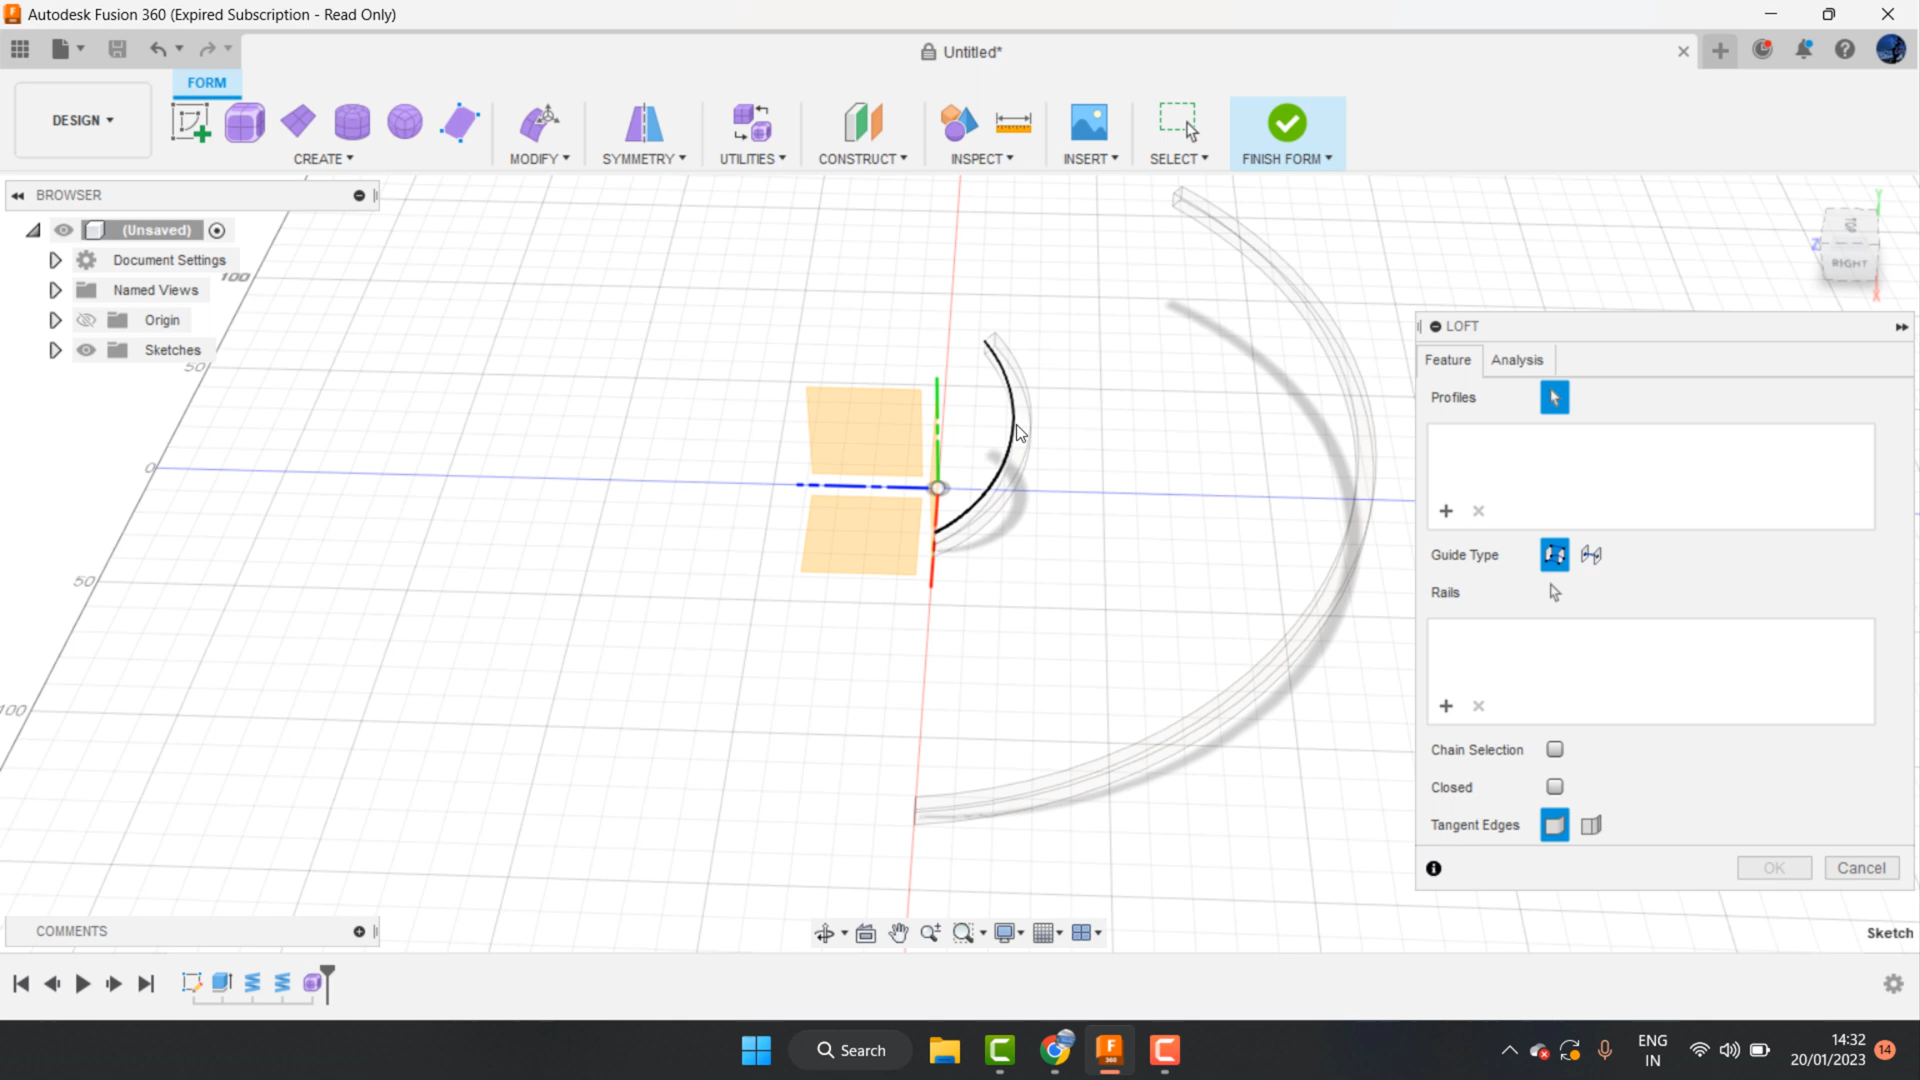 Autodesk Fusion 360 (Expired Subscription - Read Only)
Untitled*
FORM
DESIGN
CREATE
MODIFY
SYMMETRY
UTILITIES
CONSTRUCT
INSPECT
INSERT
SELECT
FINISH FORM
BROWSER
(Unsaved)
Document Settings
Named Views
Origin
Sketches
100
50
0
50
100
Y
Z
RIGHT
X
LOFT
Feature
Analysis
Profiles
Guide Type
Rails
Chain Selection
Closed
Tangent Edges
OK
Cancel
COMMENTS
Sketch
Search
F
360
ENG
IN
14:32
20/01/2023
14